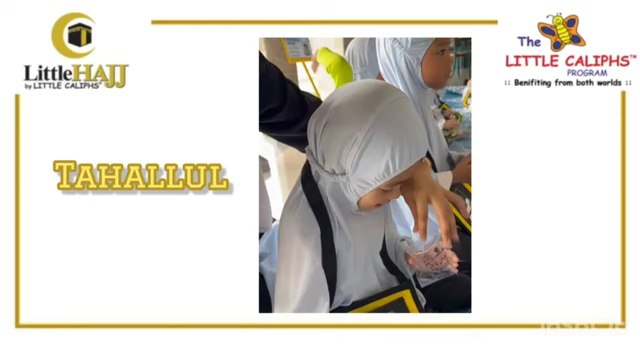 LittleHAJJ
by LITTLE CALIPHS
The
LITTLE CALIPHS
PROGRAM
:: Benifiting from both worlds ::
TAHALLUL